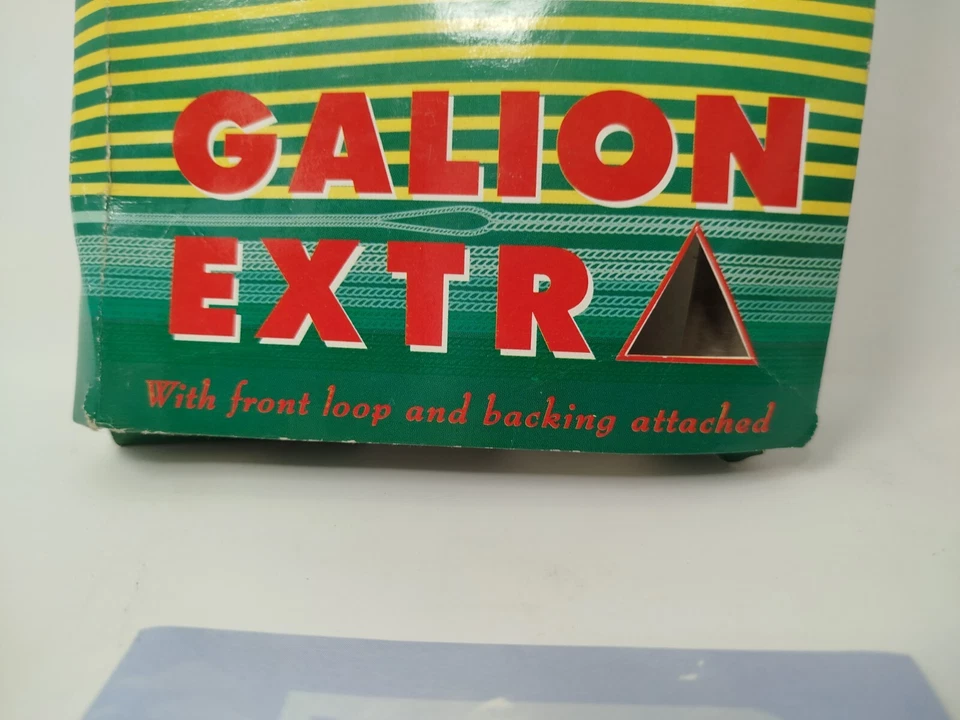 GALION
EXTRA
With front loop and backing attached